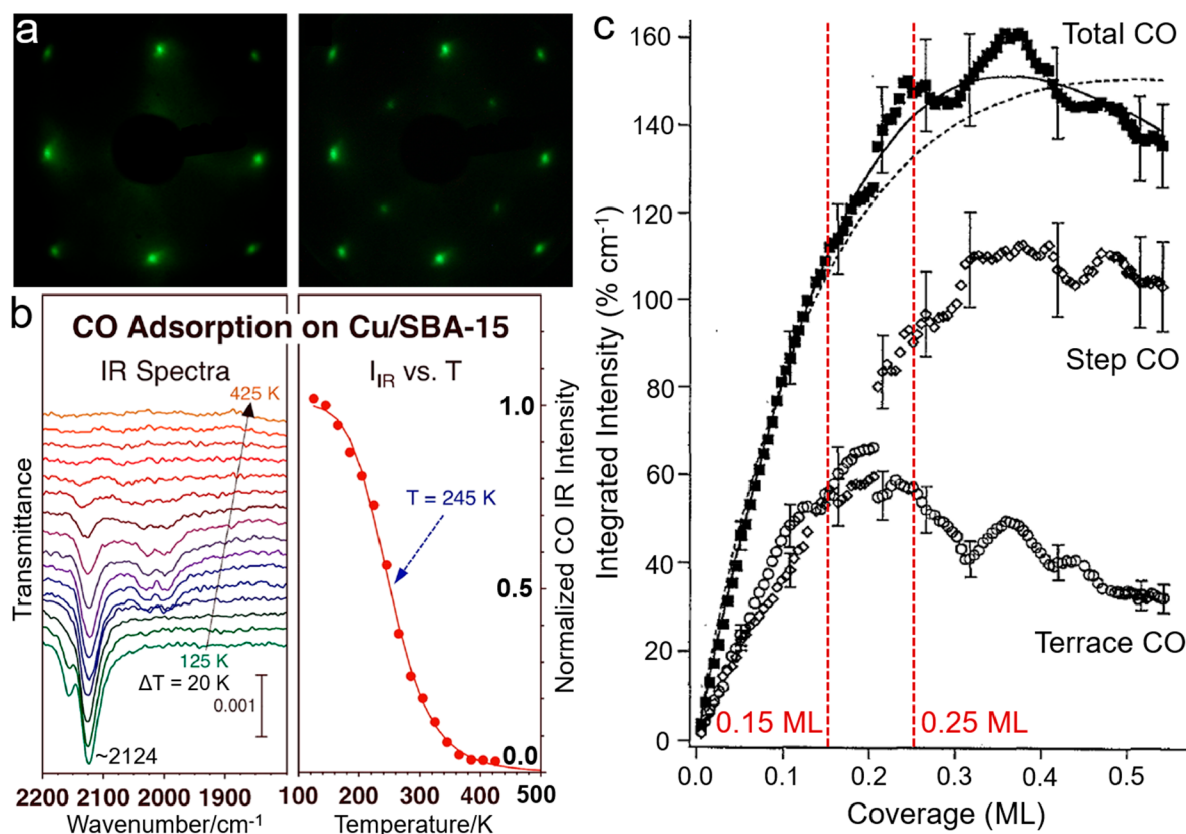 a
b
CO Adsorption on Cu/SBA-15
IR Spectra
I_IR vs. T
425 K
125 K
ΔT = 20 K
0.001
~2124
Transmittance
2200 2100 2000 1900
Wavenumber/cm⁻¹
T = 245 K
1.0
0.5
0.0
Normalized CO IR Intensity
100 200 300 400 500
Temperature/K
c
Total CO
Step CO
Terrace CO
0.15 ML
0.25 ML
Integrated Intensity (% cm⁻¹)
160
140
120
100
80
60
40
20
0
0.0 0.1 0.2 0.3 0.4 0.5
Coverage (ML)